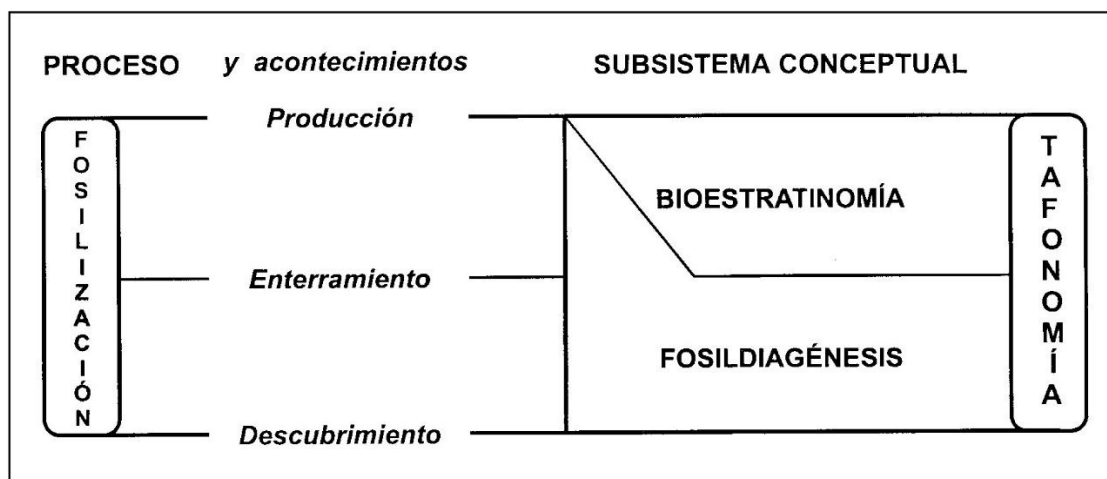 PROCESO y acontecimientos SUBSISTEMA CONCEPTUAL
FOSILIZACIÓN
Producción
BIOESTRATINOMÍA
Enterramiento
FOSILDIAGÉNESIS
Descubrimiento
TAFONOMÍA